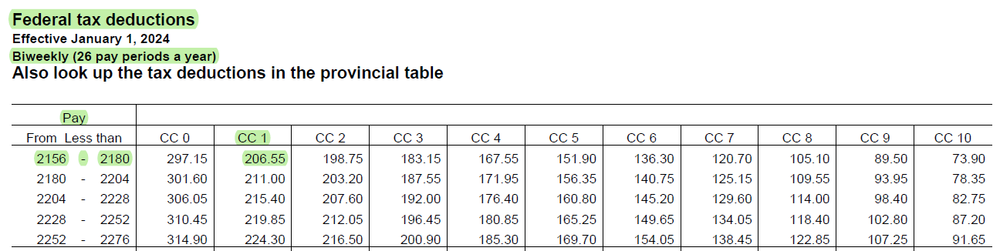 Federal tax deductions
Effective January 1, 2024
Biweekly (26 pay periods a year)
Also look up the tax deductions in the provincial table
Pay
From Less than CC 0 CC 1 CC 2 CC 3 CC 4 CC 5 CC 6 CC 7 CC 8 CC 9 CC 10
2156 - 2180 297.15 206.55 198.75 183.15 167.55 151.90 136.30 120.70 105.10 89.50 73.90
2180 - 2204 301.60 211.00 203.20 187.55 171.95 156.35 140.75 125.15 109.55 93.95 78.35
2204 - 2228 306.05 215.40 207.60 192.00 176.40 160.80 145.20 129.60 114.00 98.40 82.75
2228 - 2252 310.45 219.85 212.05 196.45 180.85 165.25 149.65 134.05 118.40 102.80 87.20
2252 - 2276 314.90 224.30 216.50 200.90 185.30 169.70 154.05 138.45 122.85 107.25 91.65